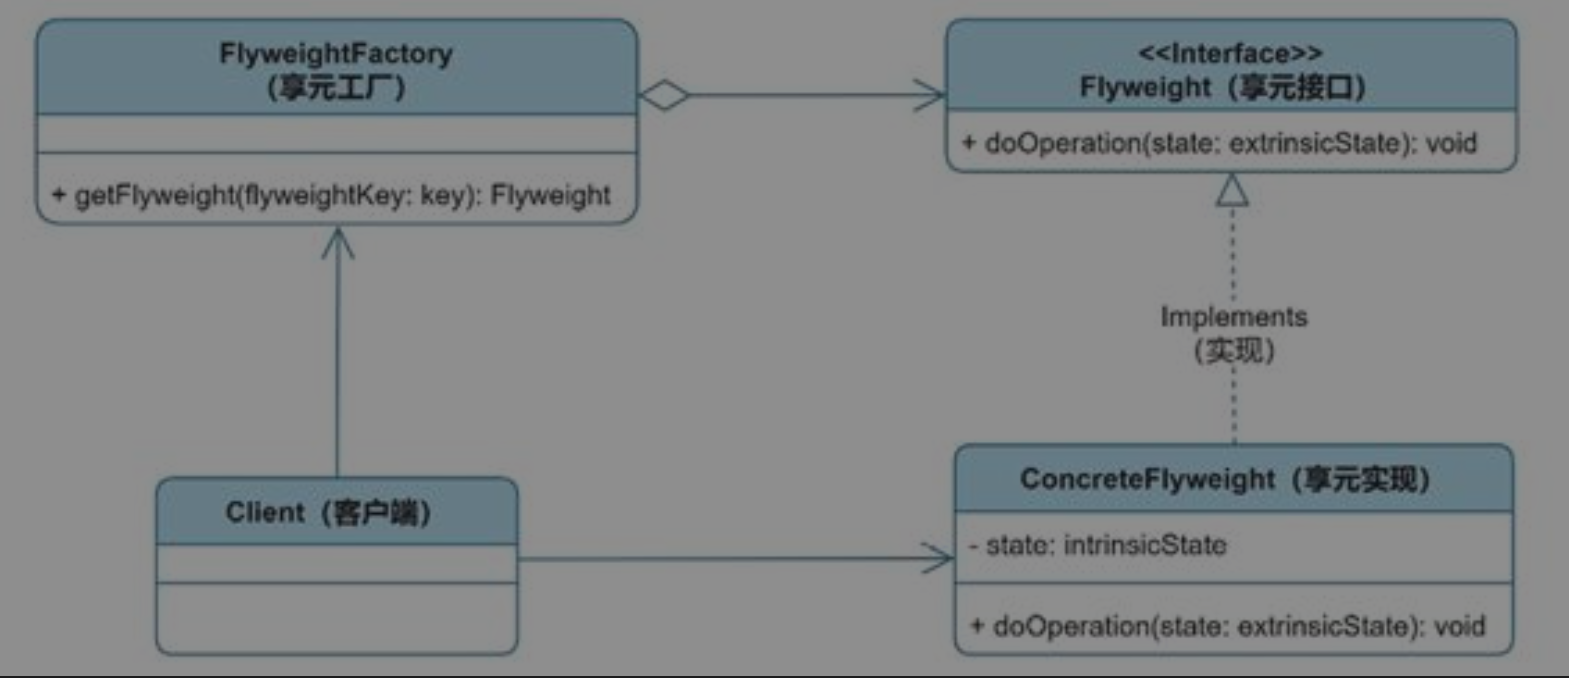 FlyweightFactory
（享元工厂）
+ getFlyweight(flyweightKey: key): Flyweight
<<Interface>>
Flyweight（享元接口）
+ doOperation(state: extrinsicState): void
Implements
（实现）
Client（客户端）
ConcreteFlyweight（享元实现）
- state: intrinsicState
+ doOperation(state: extrinsicState): void